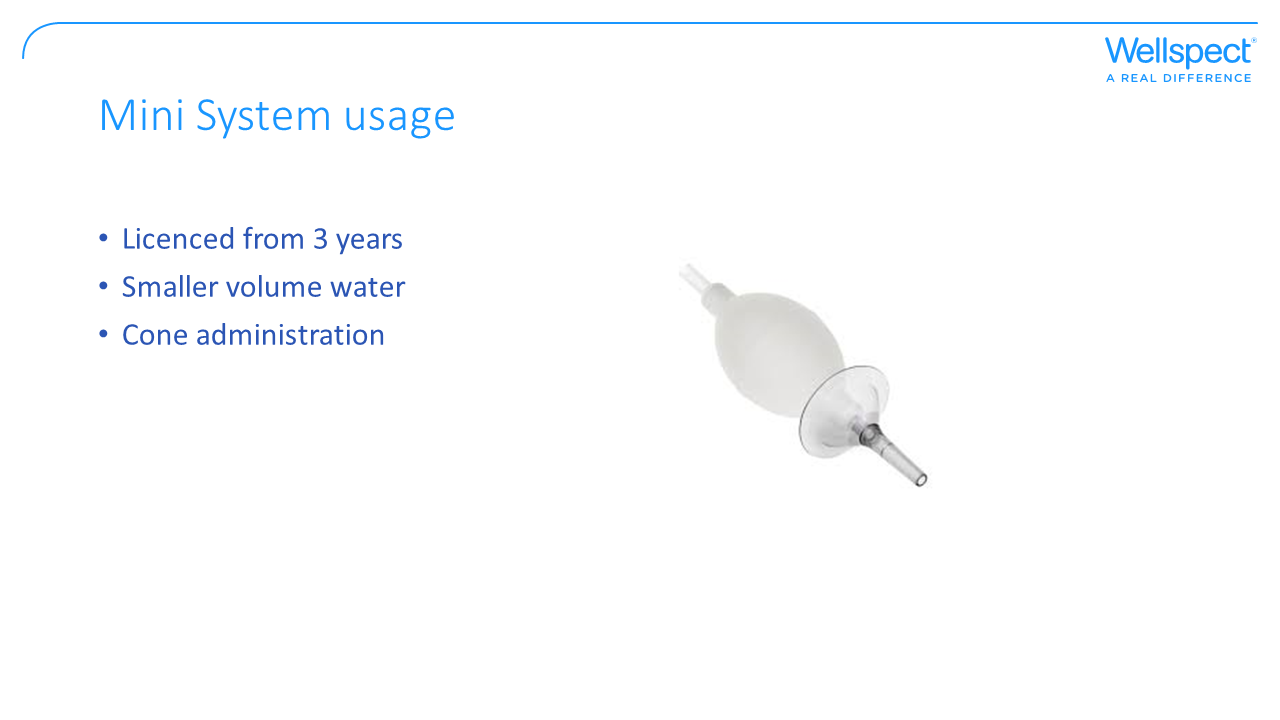 Wellspect®
A REAL DIFFERENCE
Mini System usage
• Licenced from 3 years
• Smaller volume water
• Cone administration